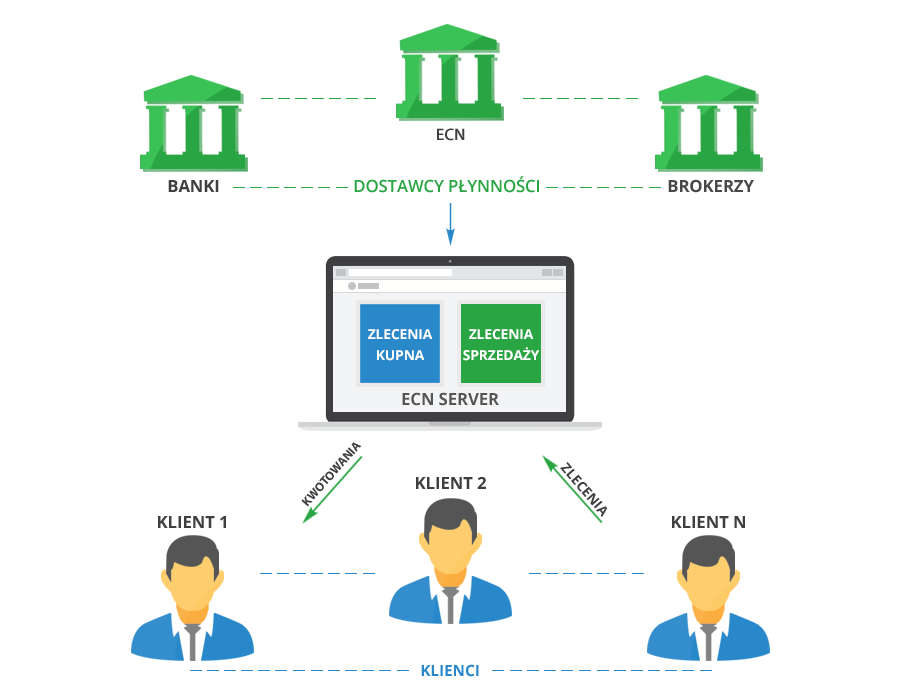 ECN
BANKI
DOSTAWCY PŁYNNOŚCI
BROKERZY
ZLECENIA
KUPNA
ZLECENIA
SPRZEDAŻY
ECN SERVER
KWOTOWANIA
ZLECENIA
KLIENT 2
KLIENT 1
KLIENT N
KLIENCI